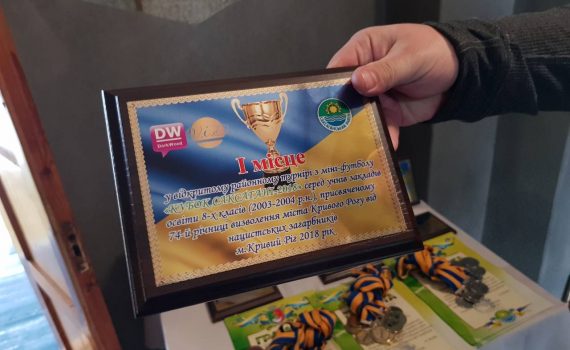 DW
DarkWood
I місце
у відкритому районному турнірі з міні-футболу
«КУБОК САКСАГАНІ-2018» серед учнів закладів
освіти 8-х класів (2003-2004 р.н.), присвяченому
74-й річниці визволення міста Кривого Рогу від
нацистських загарбників
м.Кривий Ріг 2018 рік